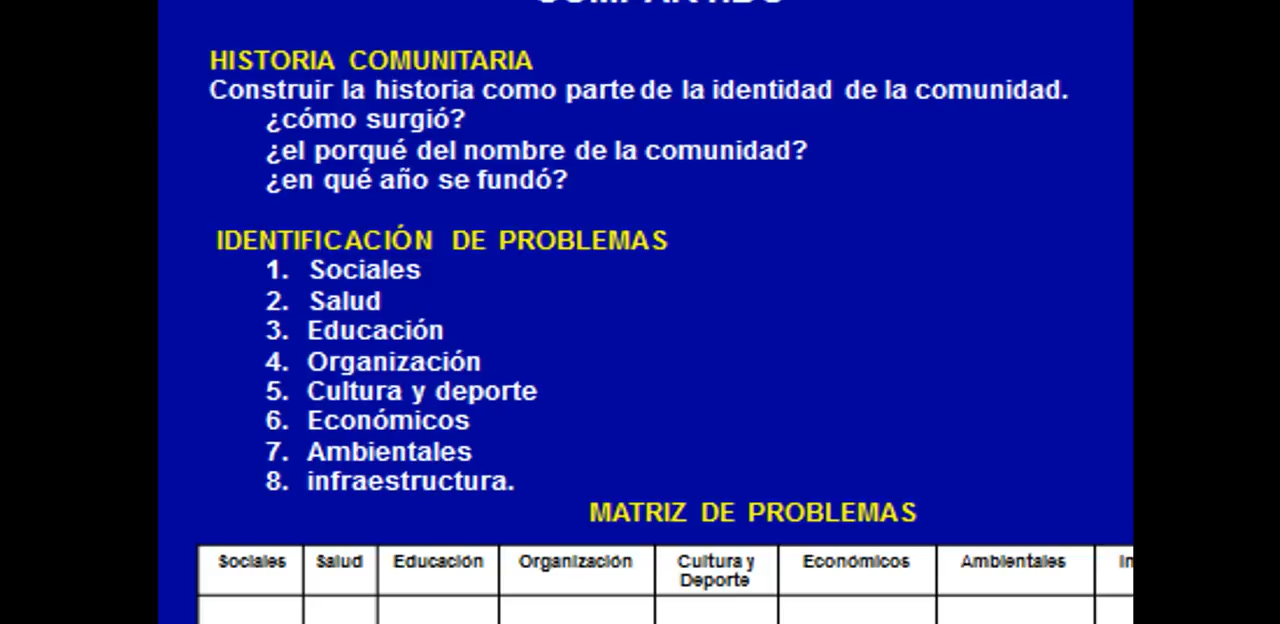 HISTORIA COMUNITARIA
Construir la historia como parte de la identidad de la comunidad.
¿cómo surgió?
¿el porqué del nombre de la comunidad?
¿en qué año se fundó?
IDENTIFICACIÓN DE PROBLEMAS
1. Sociales
2. Salud
3. Educación
4. Organización
5. Cultura y deporte
6. Económicos
7. Ambientales
8. infraestructura.
MATRIZ DE PROBLEMAS
Sociales Salud Educación Organización Cultura y Económicos Ambientales
Deporte